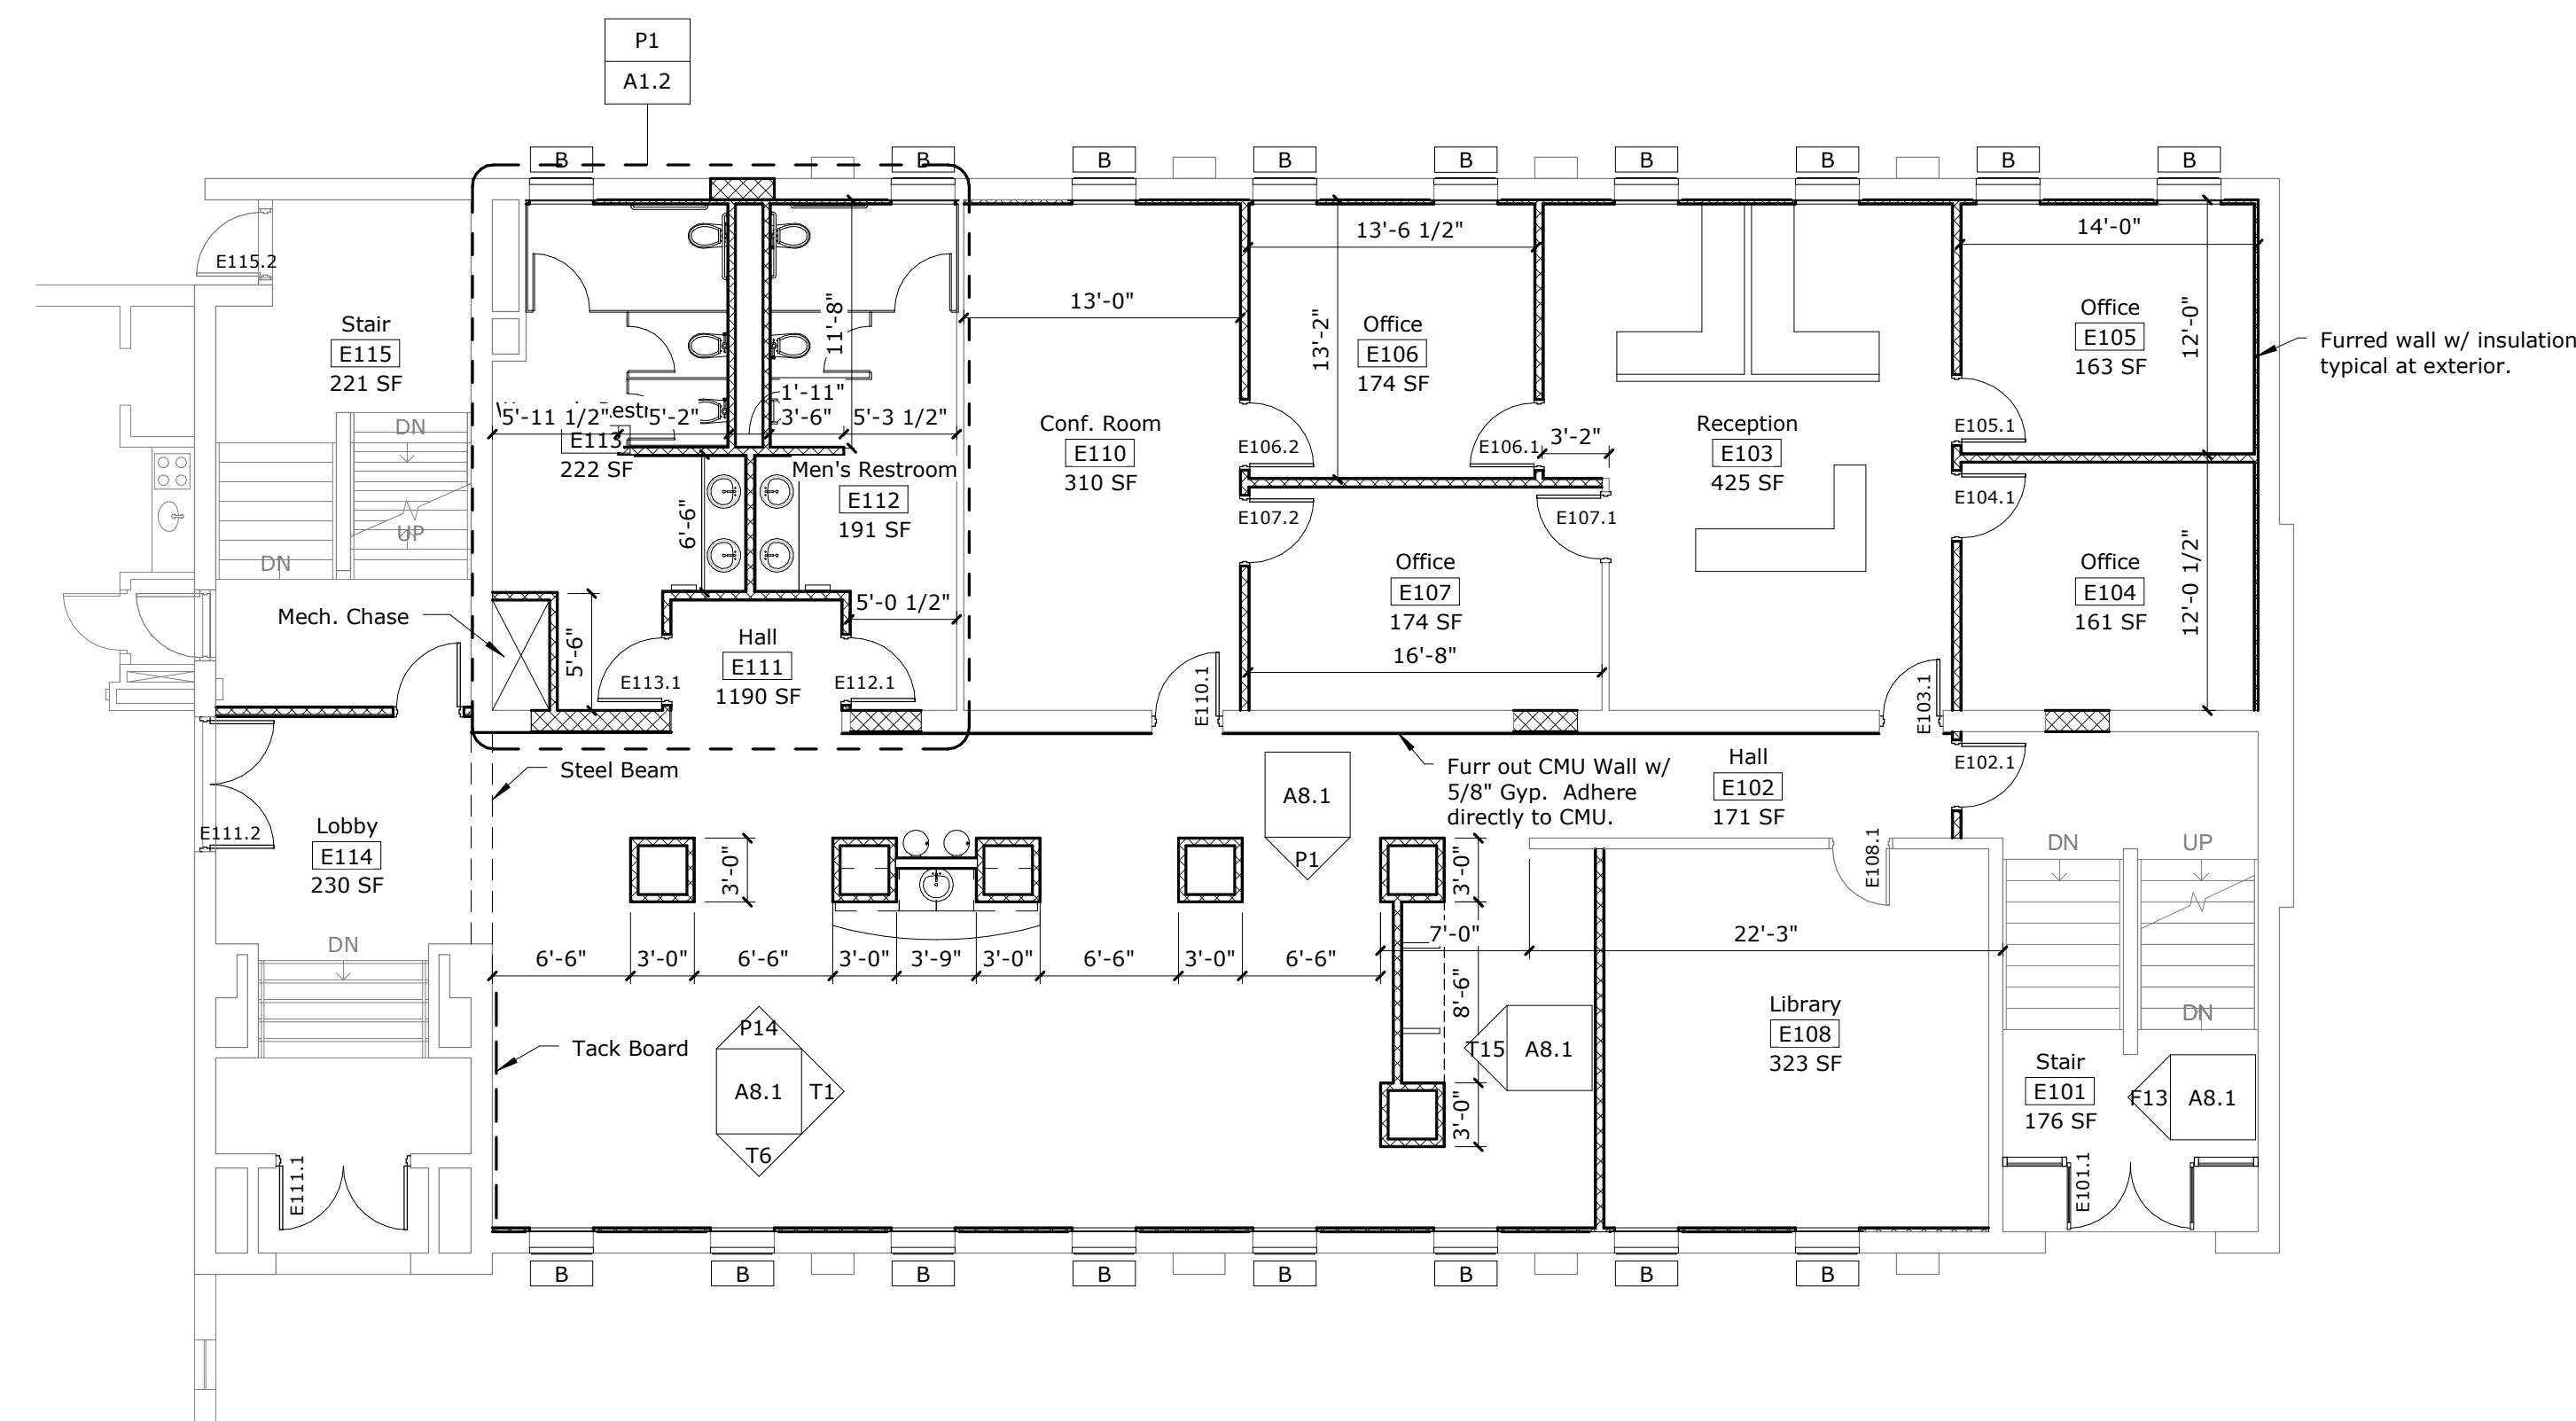 P1
A1.2
B
B
B
B
B
B
B
B
B
E115.2
Stair
E115
221 SF
DN
UP
DN
Mech. Chase
11'-8"
1'-11"
5'-11 1/2"
5'-2"
3'-6"
5'-3 1/2"
E113
222 SF
Men's Restroom
E112
191 SF
6'-6"
5'-0 1/2"
5'-6"
Hall
E111
1190 SF
E113.1
E112.1
13'-0"
Conf. Room
E110
310 SF
E110.1
13'-6 1/2"
13'-2"
Office
E106
174 SF
E106.2
E106.1
3'-2"
E107.2
E107.1
Office
E107
174 SF
16'-8"
Reception
E103
425 SF
E103.1
14'-0"
Office
E105
163 SF
12'-0"
E105.1
E104.1
Office
E104
161 SF
12'-0 1/2"
Furred wall w/ insulation
typical at exterior.
Steel Beam
Furr out CMU Wall w/
5/8" Gyp.  Adhere
directly to CMU.
A8.1
P1
Hall
E102
171 SF
E102.1
E111.2
Lobby
E114
230 SF
DN
3'-0"
3'-0"
E108.1
DN
UP
DN
6'-6"
3'-0"
6'-6"
3'-0"
3'-9"
3'-0"
6'-6"
3'-0"
6'-6"
7'-0"
22'-3"
8'-6"
3'-0"
Tack Board
P14
A8.1
T1
T6
T15
A8.1
Library
E108
323 SF
Stair
E101
176 SF
F13
A8.1
E111.1
E101.1
B
B
B
B
B
B
B
B